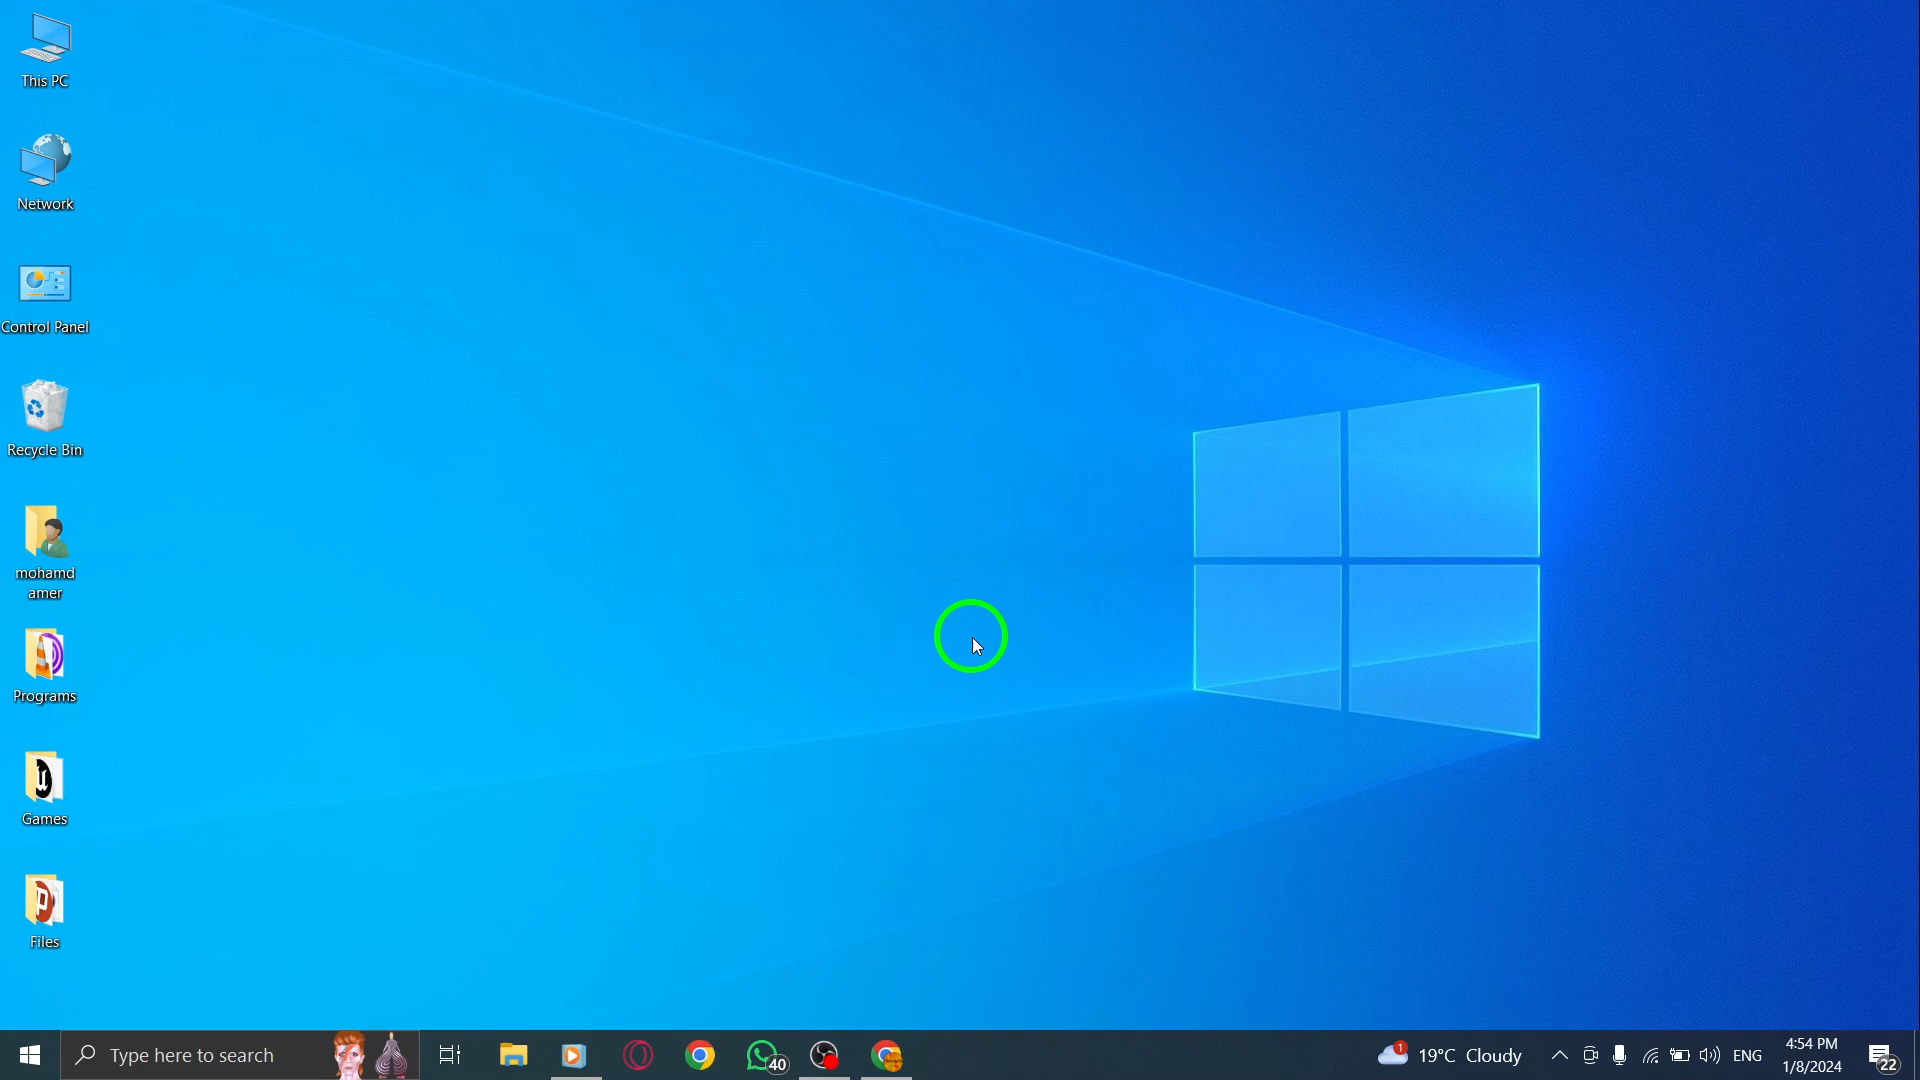 This PC
Network
Control Panel
Recycle Bin
mohamd
amer
Programs
Games
Files
Type here to search
40
1
19°C Cloudy
ENG
4:54 PM
1/8/2024
22